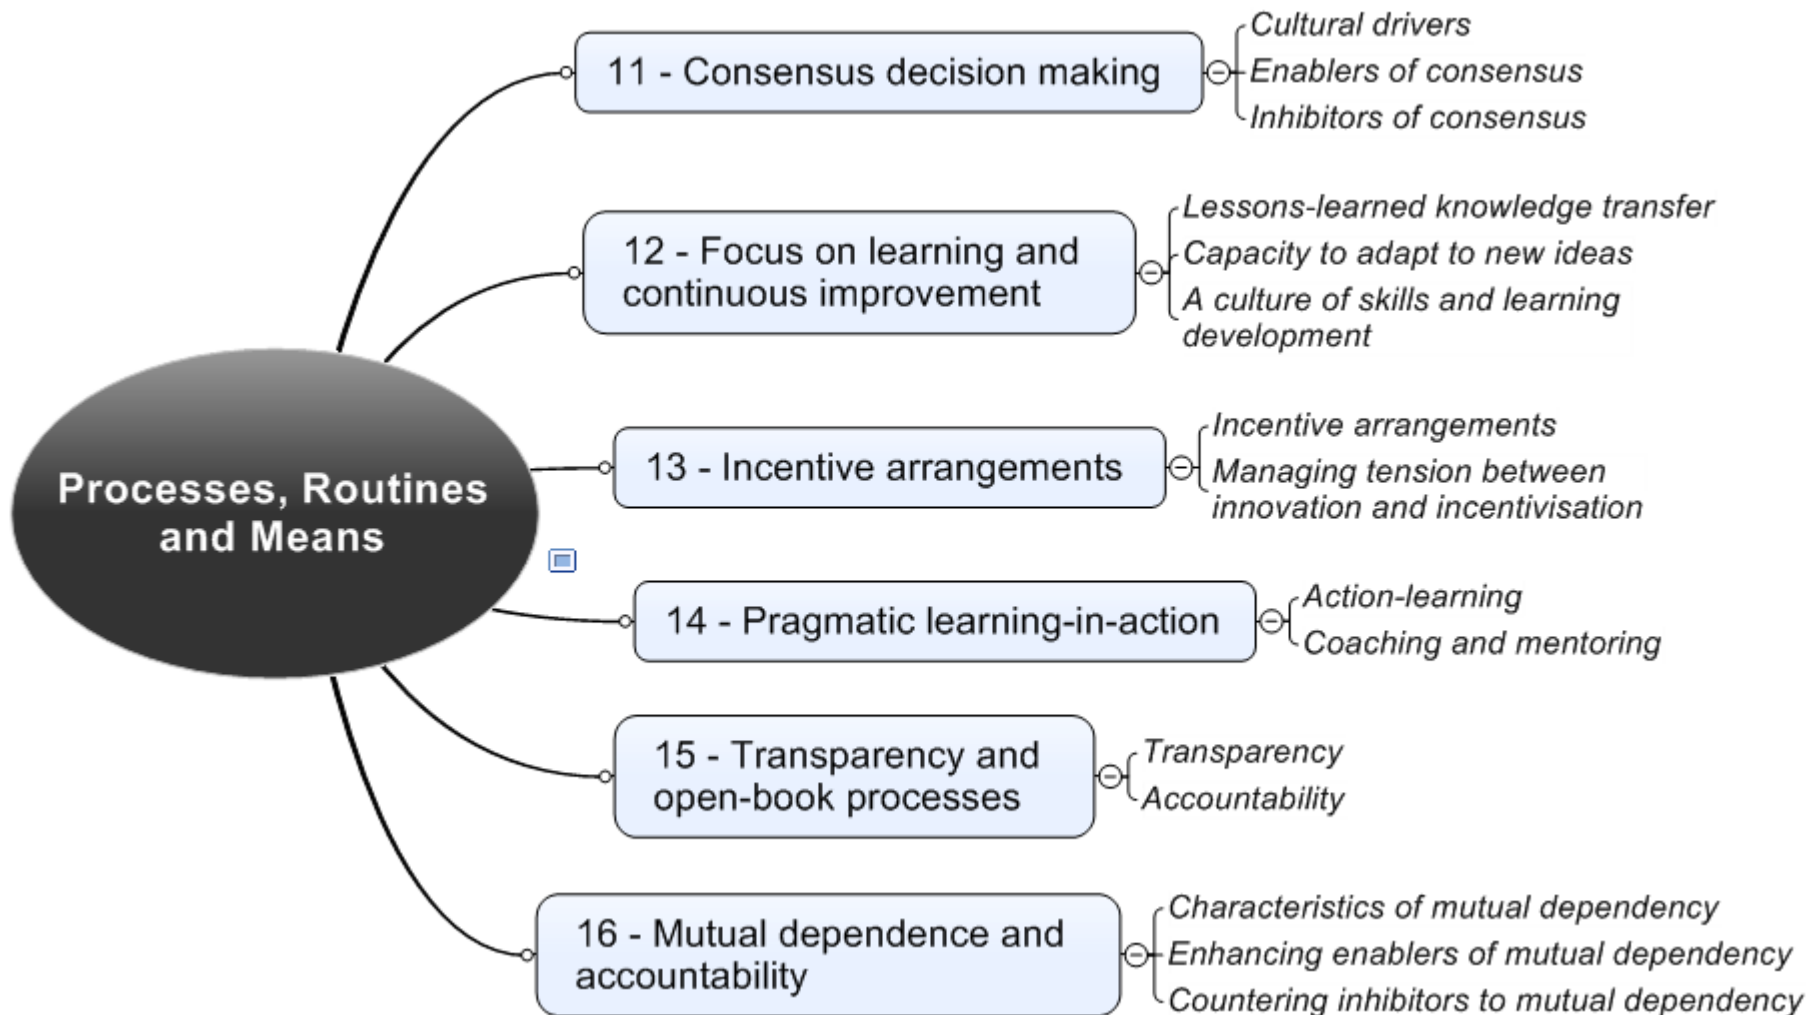 Processes, Routines
and Means
11 - Consensus decision making
Cultural drivers
Enablers of consensus
Inhibitors of consensus
12 - Focus on learning and
continuous improvement
Lessons-learned knowledge transfer
Capacity to adapt to new ideas
A culture of skills and learning
development
13 - Incentive arrangements
Incentive arrangements
Managing tension between
innovation and incentivisation
14 - Pragmatic learning-in-action
Action-learning
Coaching and mentoring
15 - Transparency and
open-book processes
Transparency
Accountability
16 - Mutual dependence and
accountability
Characteristics of mutual dependency
Enhancing enablers of mutual dependency
Countering inhibitors to mutual dependency